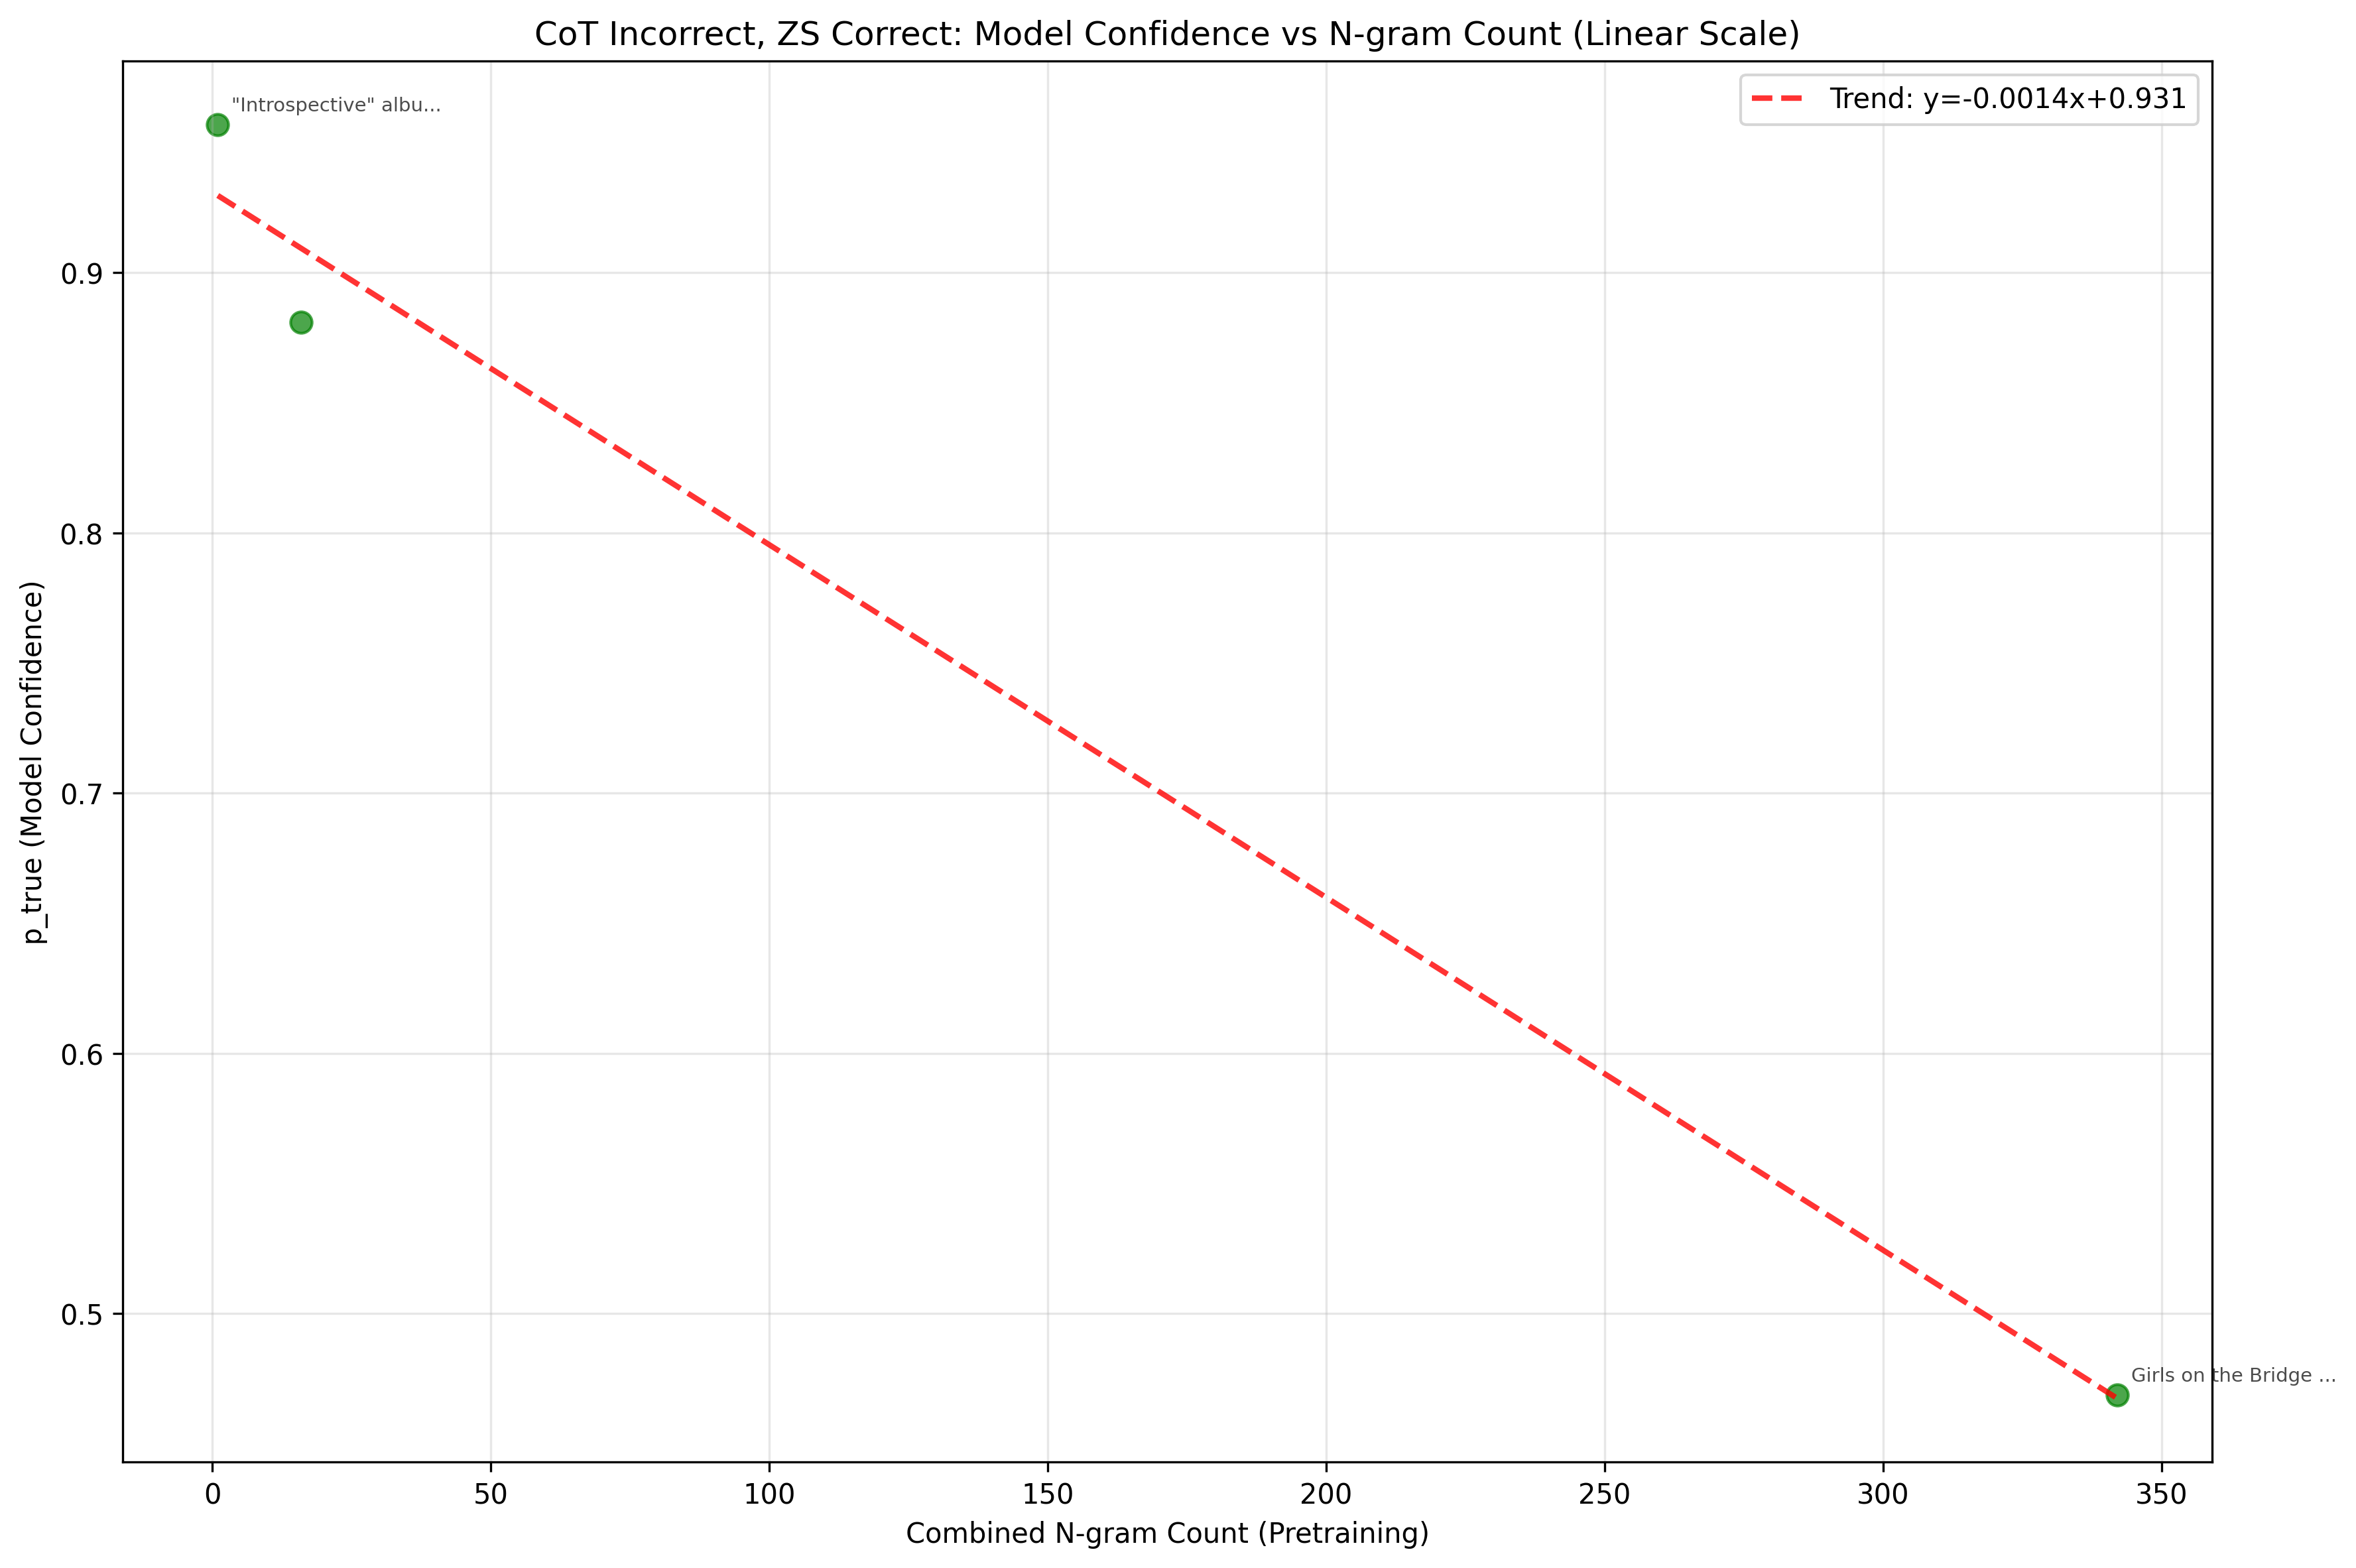 CoT Incorrect, ZS Correct: Model Confidence vs N-gram Count (Linear Scale)
Trend: y=-0.0014x+0.931
"Introspective" albu...
Girls on the Bridge ...
p_true (Model Confidence)
0.9
0.8
0.7
0.6
0.5
0 50 100 150 200 250 300 350
Combined N-gram Count (Pretraining)